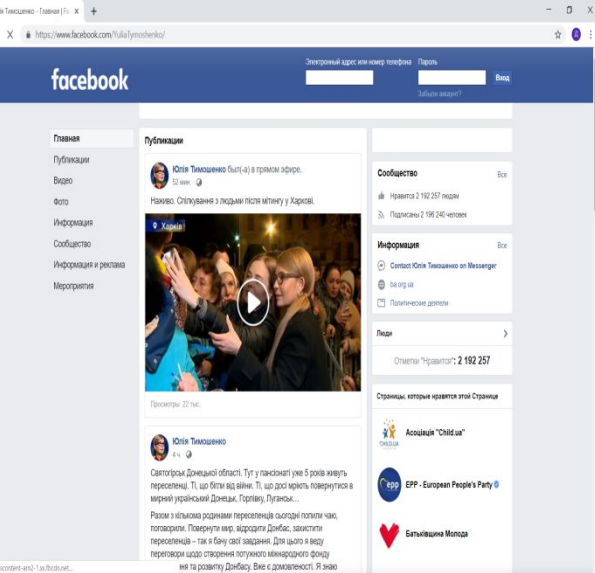 Тимошенко - Главная | Fa
https://www.facebook.com/YuliaTymoshenko/
Электронный адрес или номер телефона Пароль
facebook
Вход
Забыли аккаунт?
Главная
Публикации
Видео
Фото
Информация
Сообщество
Информация и реклама
Мероприятия
Публикации
Юлія Тимошенко был(-а) в прямом эфире.
52 мин.
Наживо. Спілкування з людьми після мітингу у Харкові.
Харків
Просмотры: 22 тыс.
Юлія Тимошенко
4 ч.
Святогірськ Донецької області. Тут у пансіонаті уже 5 років живуть
переселенці. Ті, що бігли від війни. Ті, що досі мріють повернутися в
мирний український Донецьк, Горлівку, Луганськ…
Разом з кількома родинами переселенців сьогодні попили чаю,
поговорили. Повернути мир, відродити Донбас, захистити
переселенців – так я бачу свої завдання. Для цього я веду
переговори щодо створення потужного міжнародного фонду
ня та розвитку Донбасу. Вже є домовленості. Я знаю
Сообщество Все
Нравится 2 192 257 людям
Подписаны 2 196 240 человек
Информация Все
Contact Юлія Тимошенко on Messenger
ba.org.ua
Политические деятели
Люди
Отметки "Нравится": 2 192 257
Страницы, которые нравятся этой Странице
CHILD.UA
Асоціація "Child.ua"
epp
EPP - European People's Party
Батьківщина Молода